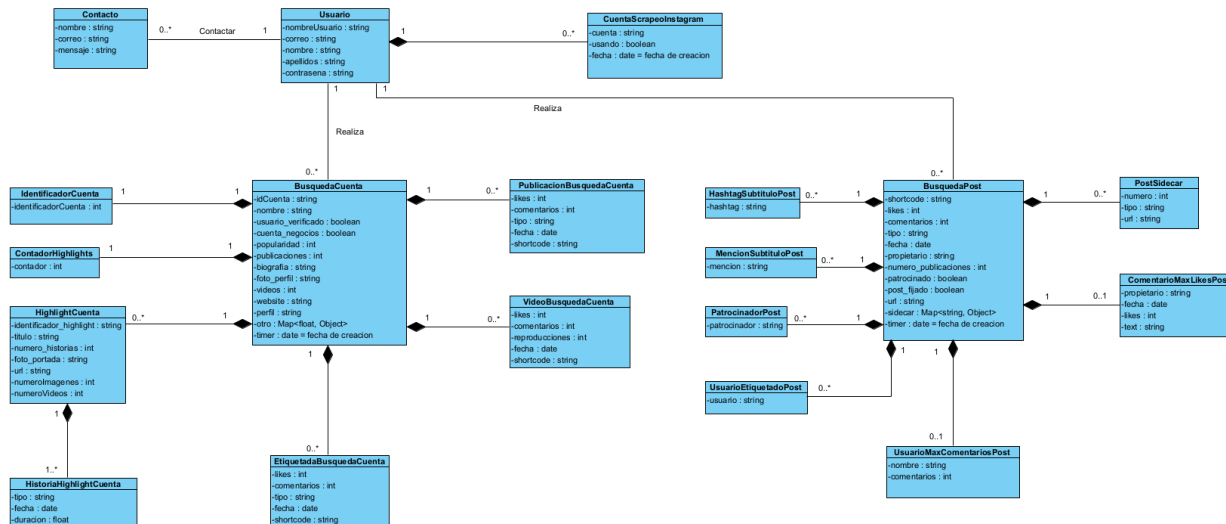 Contacto
-nombre : string
-correo : string
-mensaje : string
0..*
Contactar
1
Usuario
-nombreUsuario : string
-correo : string
-nombre : string
-apellidos : string
-contrasena : string
1
0..*
CuentaScrapeoInstagram
-cuenta : string
-usando : boolean
-fecha : date = fecha de creacion
1
Realiza
0..*
1
Realiza
0..*
IdentificadorCuenta
-identificadorCuenta : int
1
1
ContadorHighlights
-contador : int
1
1
HighlightCuenta
-identificador_highlight : string
-titulo : string
-numero_historias : int
-foto_portada : string
-url : string
-numeroImagenes : int
-numeroVideos : int
0..*
1
1
1..*
HistoriaHighlightCuenta
-tipo : string
-fecha : date
-duracion : float
BusquedaCuenta
-idCuenta : string
-nombre : string
-usuario_verificado : boolean
-cuenta_negocios : boolean
-popularidad : int
-publicaciones : int
-biografia : string
-foto_perfil : string
-videos : int
-website : string
-perfil : string
-otro : Map<float, Object>
-timer : date = fecha de creacion
1
0..*
PublicacionBusquedaCuenta
-likes : int
-comentarios : int
-tipo : string
-fecha : date
-shortcode : string
1
0..*
VideoBusquedaCuenta
-likes : int
-comentarios : int
-reproducciones : int
-fecha : date
-shortcode : string
1
0..*
EtiquetadaBusquedaCuenta
-likes : int
-comentarios : int
-tipo : string
-fecha : date
-shortcode : string
HashtagSubtituloPost
-hashtag : string
0..*
1
MencionSubtituloPost
-mencion : string
0..*
1
PatrocinadorPost
-patrocinador : string
0..*
1
UsuarioEtiquetadoPost
-usuario : string
0..*
1
BusquedaPost
-shortcode : string
-likes : int
-comentarios : int
-tipo : string
-fecha : date
-propietario : string
-numero_publicaciones : int
-patrocinado : boolean
-post_fijado : boolean
-url : string
-sidecar : Map<string, Object>
-timer : date = fecha de creacion
1
0..*
PostSidecar
-numero : int
-tipo : string
-url : string
1
0..1
ComentarioMaxLikesPost
-propietario : string
-fecha : date
-likes : int
-text : string
1
0..1
UsuarioMaxComentariosPost
-nombre : string
-comentarios : int